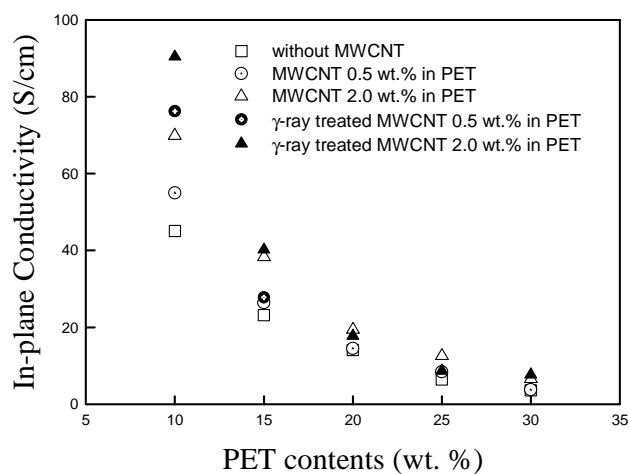 In-plane Conductivity (S/cm)
100
80
60
40
20
0
without MWCNT
MWCNT 0.5 wt.% in PET
MWCNT 2.0 wt.% in PET
γ-ray treated MWCNT 0.5 wt.% in PET
γ-ray treated MWCNT 2.0 wt.% in PET
5 10 15 20 25 30 35
PET contents (wt. %)